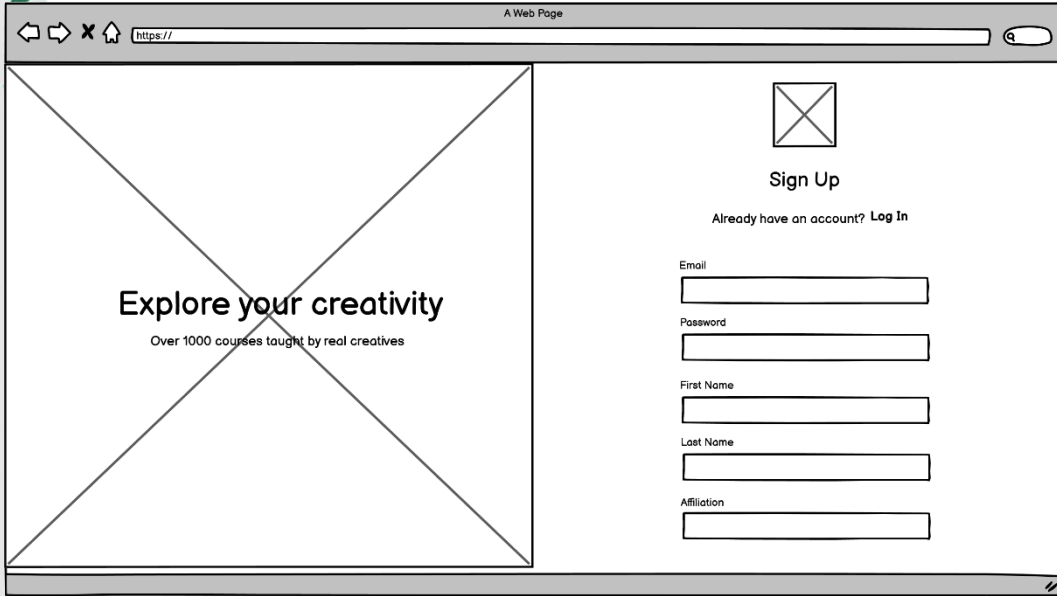 A Web Page
https://
Explore your creativity
Over 1000 courses taught by real creatives
Sign Up
Already have an account? Log In
Email
Password
First Name
Last Name
Affiliation